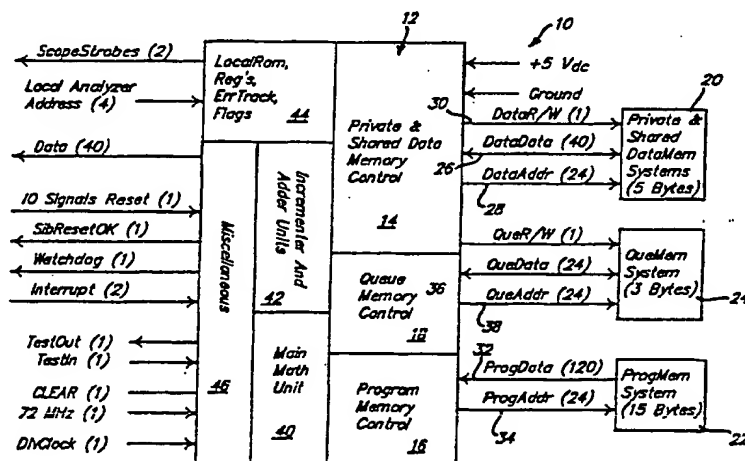 ScopeStrobes (2)
Local Analyzer
Address (4)
Data (40)
IO Signals Reset (1)
SibResetOK (1)
Watchdog (1)
Interrupt (2)
TestOut (1)
TestIn (1)
CLEAR (1)
72 MHz (1)
DivClock (1)
LocalRom,
Reg's,
ErrTrack,
Flags
44
Miscellaneous
46
Incrementer And
Adder Units
42
Main
Math
Unit
40
12
Private &
Shared Data
Memory
Control
14
Queue
Memory
Control
18
Program
Memory
Control
16
10
+5 Vdc
Ground
30
DataR/W (1)
DataData (40)
26
DataAddr (24)
28
QueR/W (1)
QueData (24)
36
QueAddr (24)
38
32
ProgData (120)
ProgAddr (24)
34
20
Private &
Shared
DataMem
Systems
(5 Bytes)
QueMem
System
(3 Bytes)
24
ProgMem
System
(15 Bytes)
22